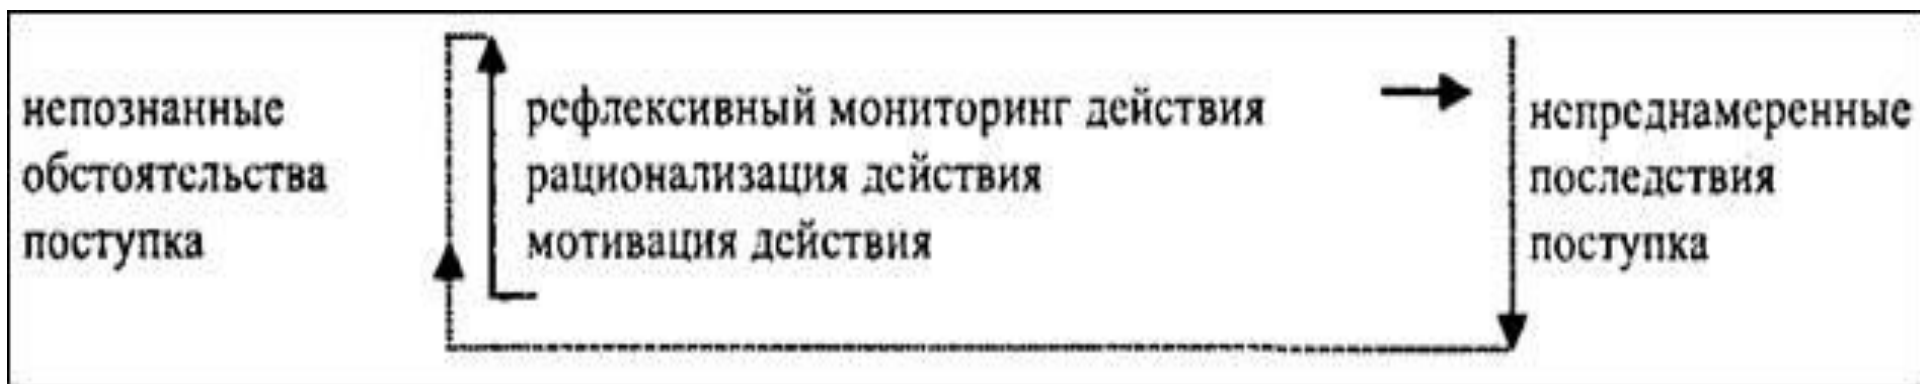 непознанные
обстоятельства
поступка
рефлексивный мониторинг действия
рационализация действия
мотивация действия
непреднамеренные
последствия
поступка